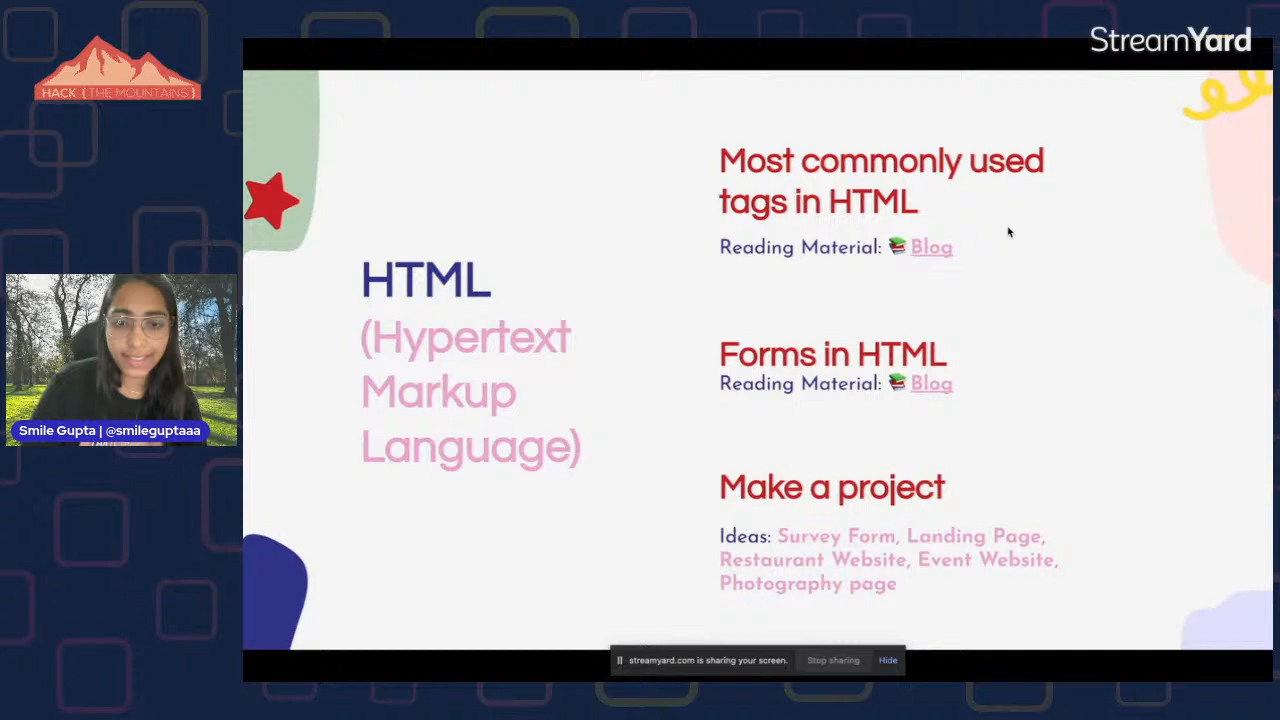 HACK {THE MOUNTAINS}
StreamYard
Smile Gupta | @smileguptaaa
HTML
(Hypertext
Markup
Language)
Most commonly used
tags in HTML
Reading Material: 📚 Blog
Forms in HTML
Reading Material: 📚 Blog
Make a project
Ideas: Survey Form, Landing Page,
Restaurant Website, Event Website,
Photography page
streamyard.com is sharing your screen.
Stop sharing
Hide